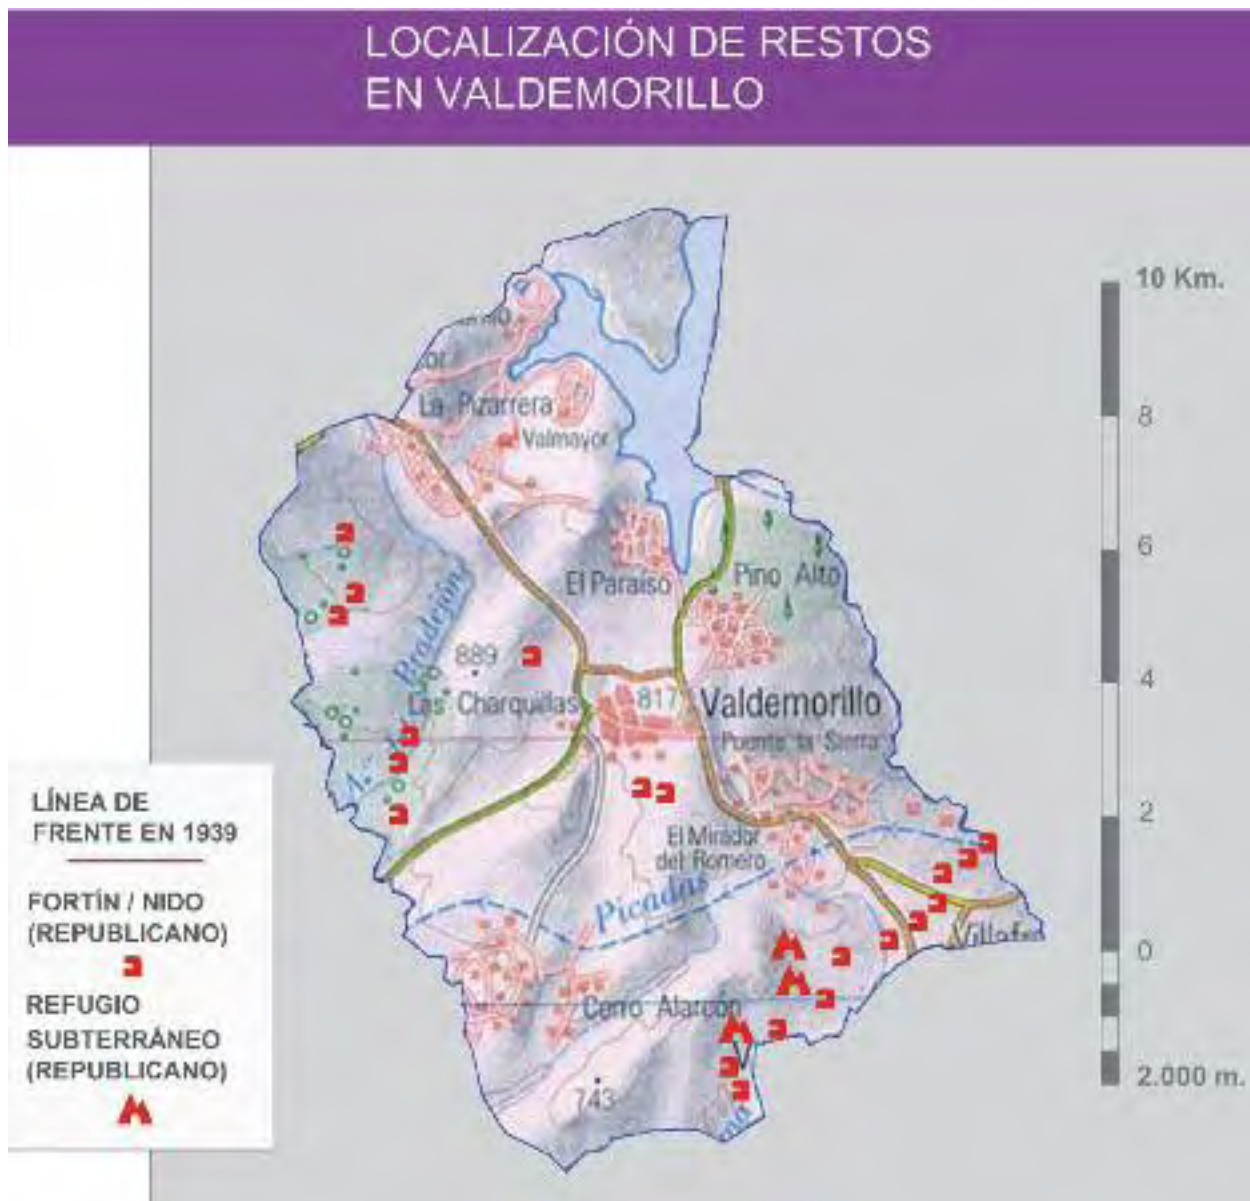 LOCALIZACIÓN DE RESTOS
EN VALDEMORILLO
10 Km.
8
6
4
2
0
2.000 m.
La Pizarrera
Valmayor
El Paraíso
Pino Alto
889
Las Charquillas
817
Valdemorillo
Puente la Sierra
El Mirador
del Romero
Picadas
Cerro Alarcón
743
LÍNEA DE
FRENTE EN 1939
FORTÍN / NIDO
(REPUBLICANO)
REFUGIO
SUBTERRÁNEO
(REPUBLICANO)